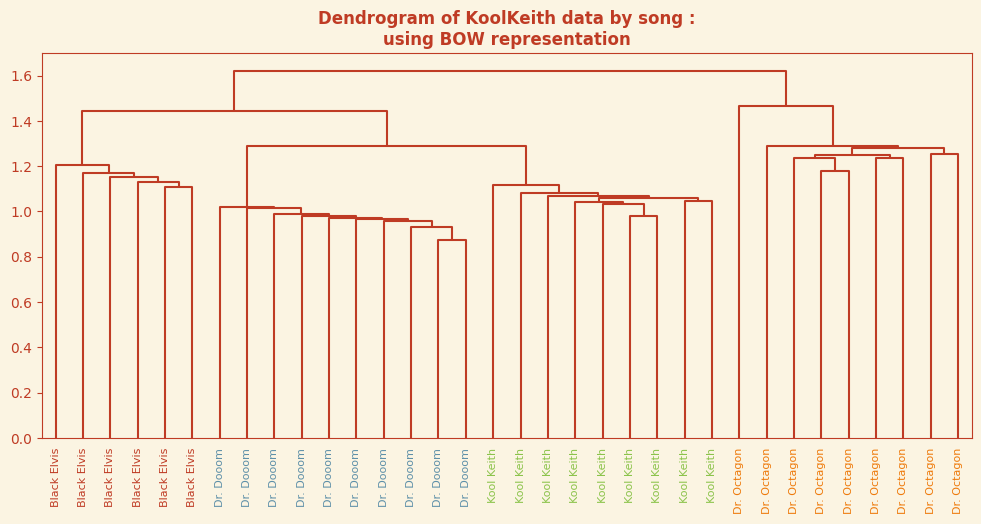 Dendrogram of KoolKeith data by song :
using BOW representation
1.6
1.4
1.2
1.0
0.8
0.6
0.4
0.2
0.0
Black Elvis
Black Elvis
Black Elvis
Black Elvis
Black Elvis
Black Elvis
Dr. Dooom
Dr. Dooom
Dr. Dooom
Dr. Dooom
Dr. Dooom
Dr. Dooom
Dr. Dooom
Dr. Dooom
Dr. Dooom
Dr. Dooom
Kool Keith
Kool Keith
Kool Keith
Kool Keith
Kool Keith
Kool Keith
Kool Keith
Kool Keith
Kool Keith
Dr. Octagon
Dr. Octagon
Dr. Octagon
Dr. Octagon
Dr. Octagon
Dr. Octagon
Dr. Octagon
Dr. Octagon
Dr. Octagon